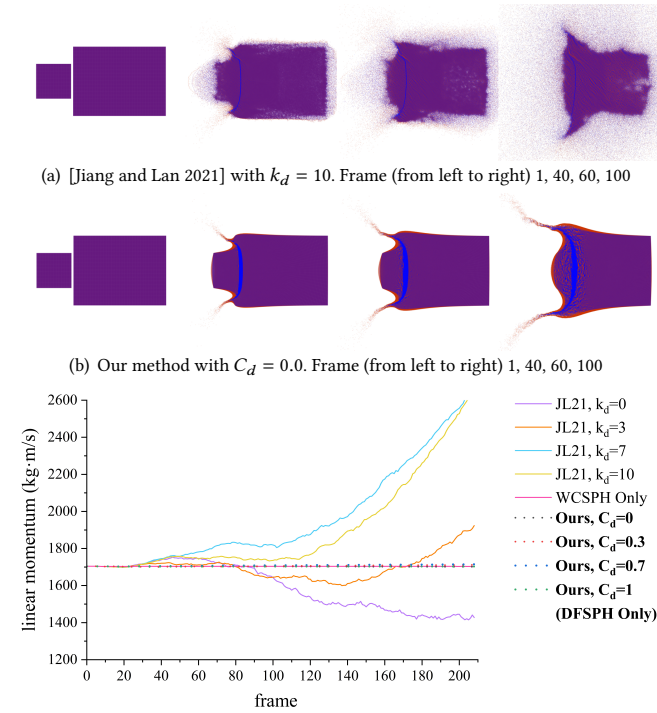 (a) [Jiang and Lan 2021] with k_d = 10. Frame (from left to right) 1, 40, 60, 100
(b) Our method with C_d = 0.0. Frame (from left to right) 1, 40, 60, 100
linear momentum (kg·m/s)
2600
2400
2200
2000
1800
1600
1400
1200
0 20 40 60 80 100 120 140 160 180 200
frame
JL21, k_d=0
JL21, k_d=3
JL21, k_d=7
JL21, k_d=10
WCSPH Only
Ours, C_d=0
Ours, C_d=0.3
Ours, C_d=0.7
Ours, C_d=1
(DFSPH Only)